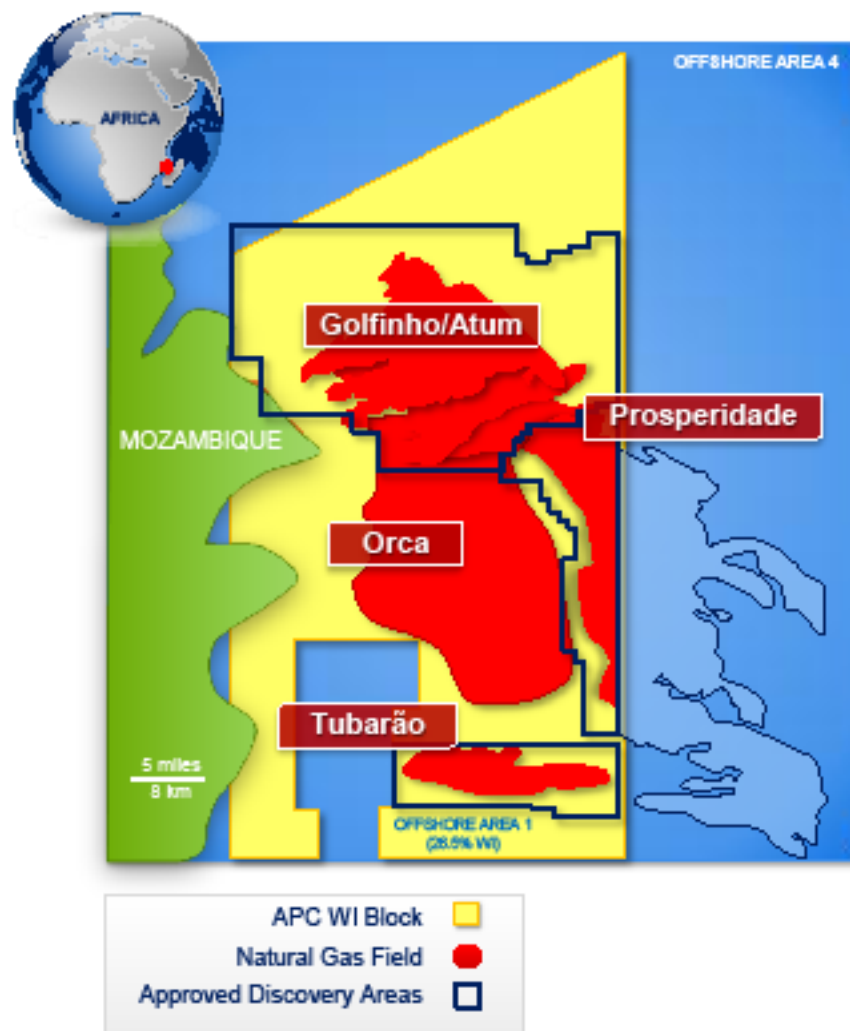 OFFSHORE AREA 4
AFRICA
Golfinho/Atum
Prosperidade
MOZAMBIQUE
Orca
Tubarão
5 miles
8 km
OFFSHORE AREA 1
(26.5% WI)
APC WI Block
Natural Gas Field
Approved Discovery Areas